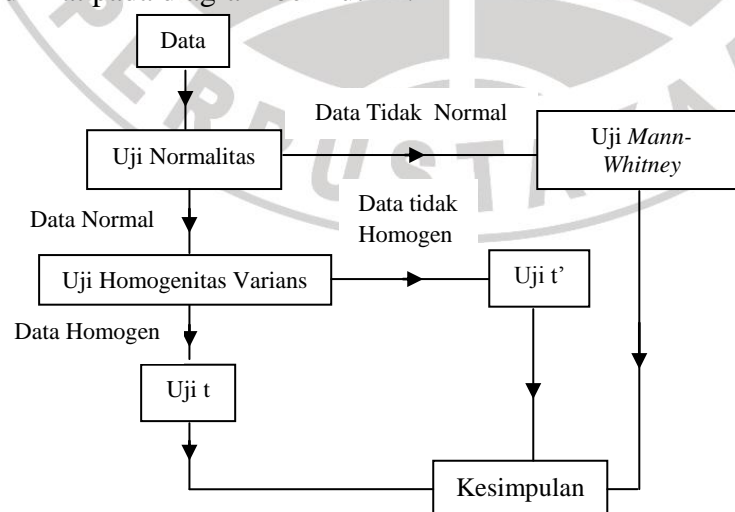 Data
Data Tidak Normal
Uji Normalitas
Uji Mann-
Whitney
Data Normal
Data tidak
Homogen
Uji Homogenitas Varians
Uji t’
Data Homogen
Uji t
Kesimpulan